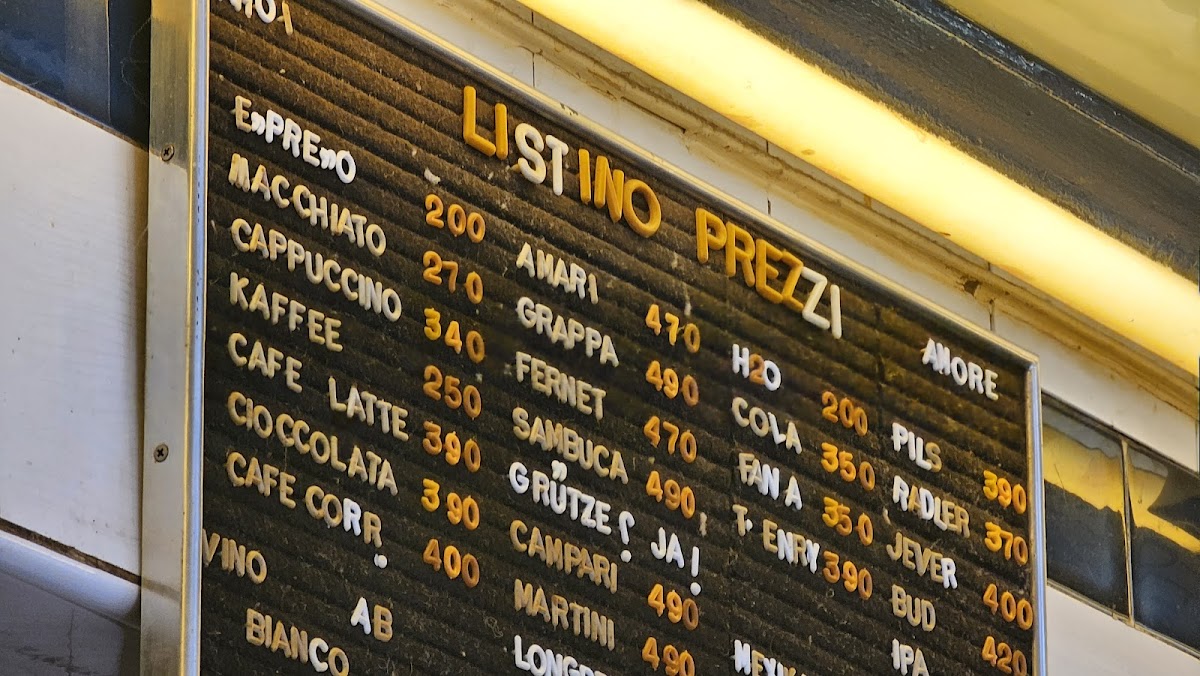 LISTINO PREZZI
E»PRE»O 200
MACCHIATO 270
CAPPUCCINO 340
KAFFEE 250
CAFE LATTE 390
CIOCCOLATA 390
CAFE CORR. 400
VINO AB
BIANCO
AMARI 470
GRAPPA 490
FERNET 470
SAMBUCA 490
GRÜTZE? JA!
CAMPARI 490
MARTINI 490
H2O 200
COLA 350
FAN A 350
T. ENRY 390
AMORE
PILS 390
RADLER 370
JEVER 400
BUD 420
IPA